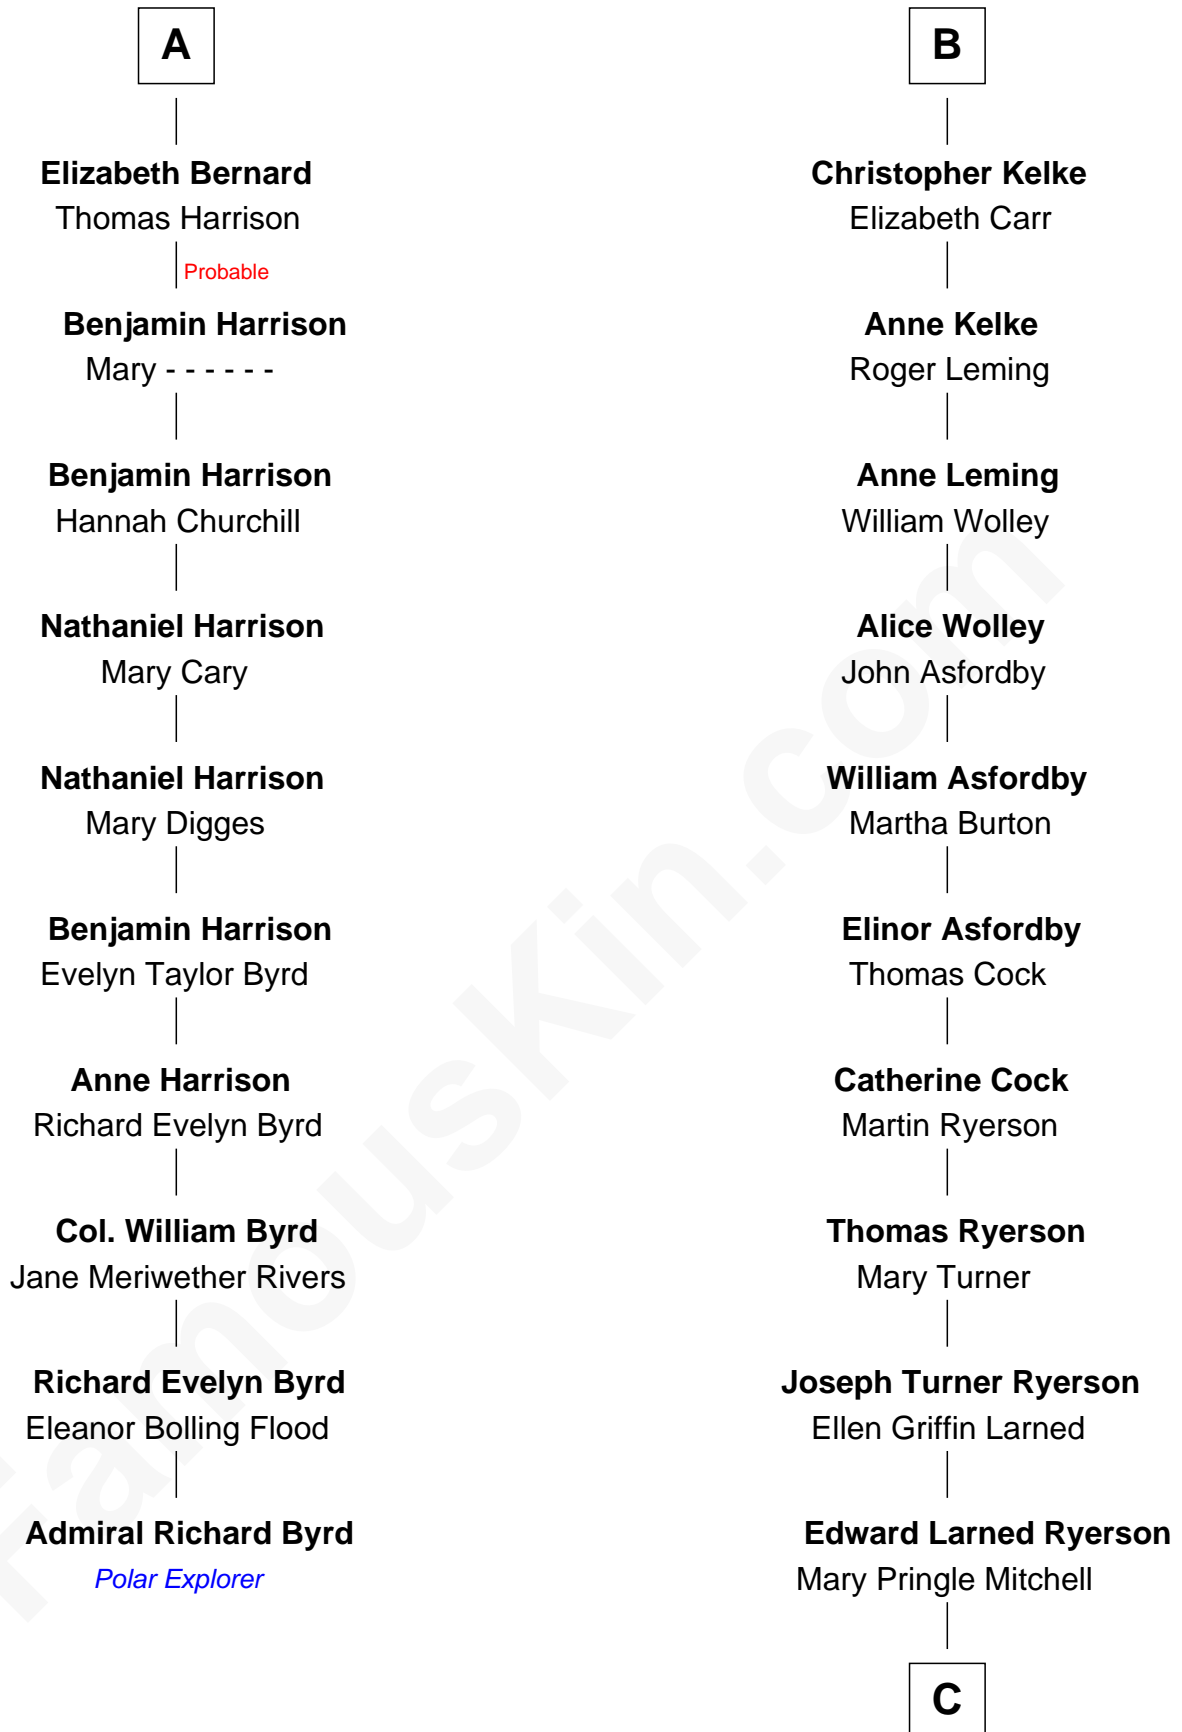 A
Elizabeth Bernard
Thomas Harrison
Probable
Benjamin Harrison
Mary - - - - - -
Benjamin Harrison
Hannah Churchill
Nathaniel Harrison
Mary Cary
Nathaniel Harrison
Mary Digges
Benjamin Harrison
Evelyn Taylor Byrd
Anne Harrison
Richard Evelyn Byrd
Col. William Byrd
Jane Meriwether Rivers
Richard Evelyn Byrd
Eleanor Bolling Flood
Admiral Richard Byrd
Polar Explorer
B
Christopher Kelke
Elizabeth Carr
Anne Kelke
Roger Leming
Anne Leming
William Wolley
Alice Wolley
John Asfordby
William Asfordby
Martha Burton
Elinor Asfordby
Thomas Cock
Catherine Cock
Martin Ryerson
Thomas Ryerson
Mary Turner
Joseph Turner Ryerson
Ellen Griffin Larned
Edward Larned Ryerson
Mary Pringle Mitchell
C
FamousKin.com